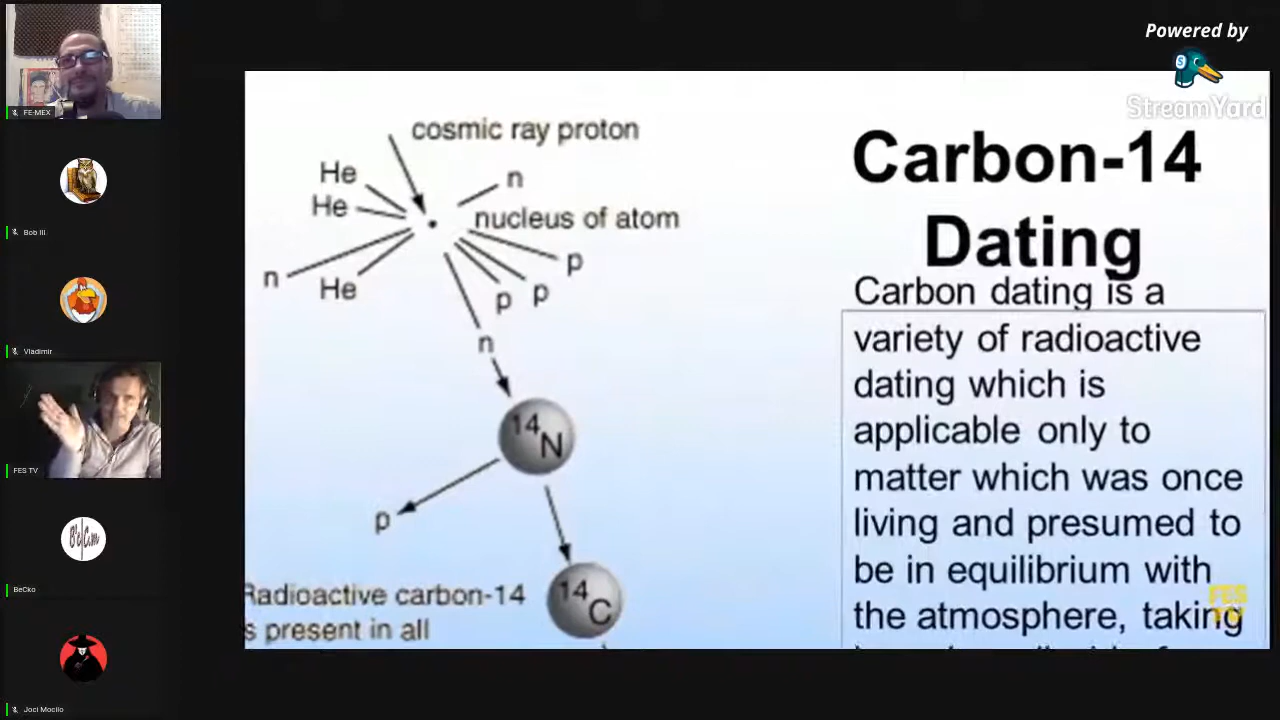 Powered by
StreamYard
FE-MEX
Bob III
Vladimir
FES TV
BeCko
Joci Mocilo
cosmic ray proton
He
n
He
nucleus of atom
n
He
p
p
p
n
14N
p
14C
Radioactive carbon-14
s present in all
Carbon-14
Dating
Carbon dating is a
variety of radioactive
dating which is
applicable only to
matter which was once
living and presumed to
be in equilibrium with
the atmosphere, taking
FES
TV